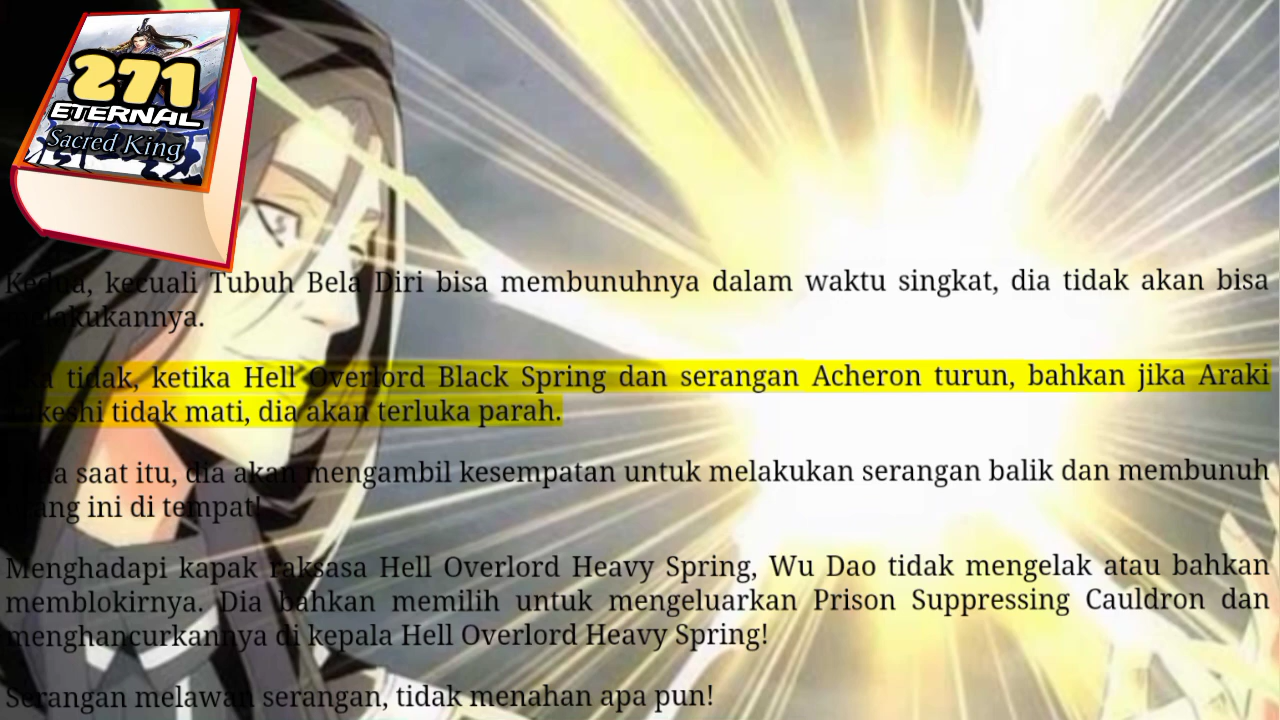 271
ETERNAL
Sacred King
Kedua, kecuali Tubuh Bela Diri bisa membunuhnya dalam waktu singkat, dia tidak akan bisa
melakukannya.
Jika tidak, ketika Hell Overlord Black Spring dan serangan Acheron turun, bahkan jika Araki
Takeshi tidak mati, dia akan terluka parah.
Pada saat itu, dia akan mengambil kesempatan untuk melakukan serangan balik dan membunuh
orang ini di tempat!
Menghadapi kapak raksasa Hell Overlord Heavy Spring, Wu Dao tidak mengelak atau bahkan
memblokirnya. Dia bahkan memilih untuk mengeluarkan Prison Suppressing Cauldron dan
menghancurkannya di kepala Hell Overlord Heavy Spring!
Serangan melawan serangan, tidak menahan apa pun!